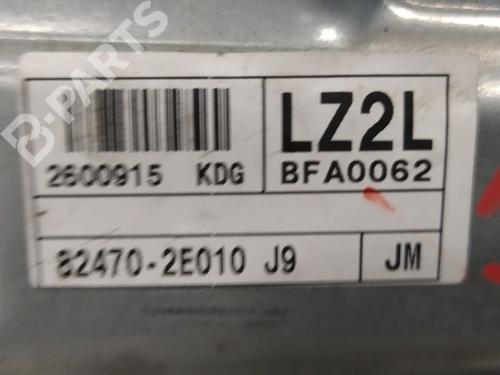 B-PARTS
LZ2L
2600915 KDG
BFA0062
82470-2E010 J9
JM